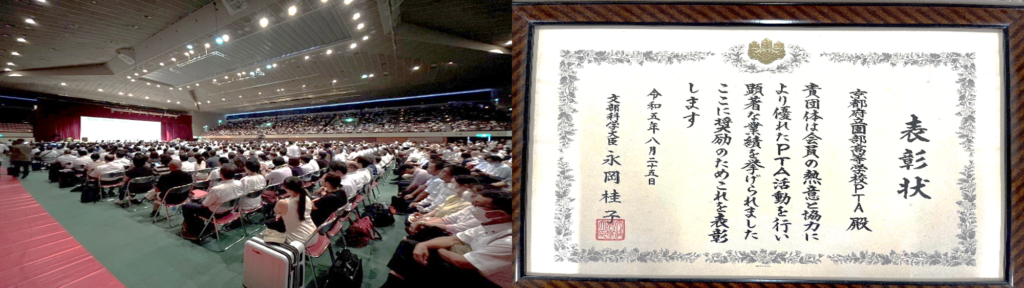 表彰状
京都府立園部高等学校PTA 殿
貴団体は会員の熱意と協力に
より優れたPTA活動を行い
顕著な業績を挙げられました
ここに奨励のためこれを表彰
します
令和五年八月二十五日
文部科学大臣 永岡桂子